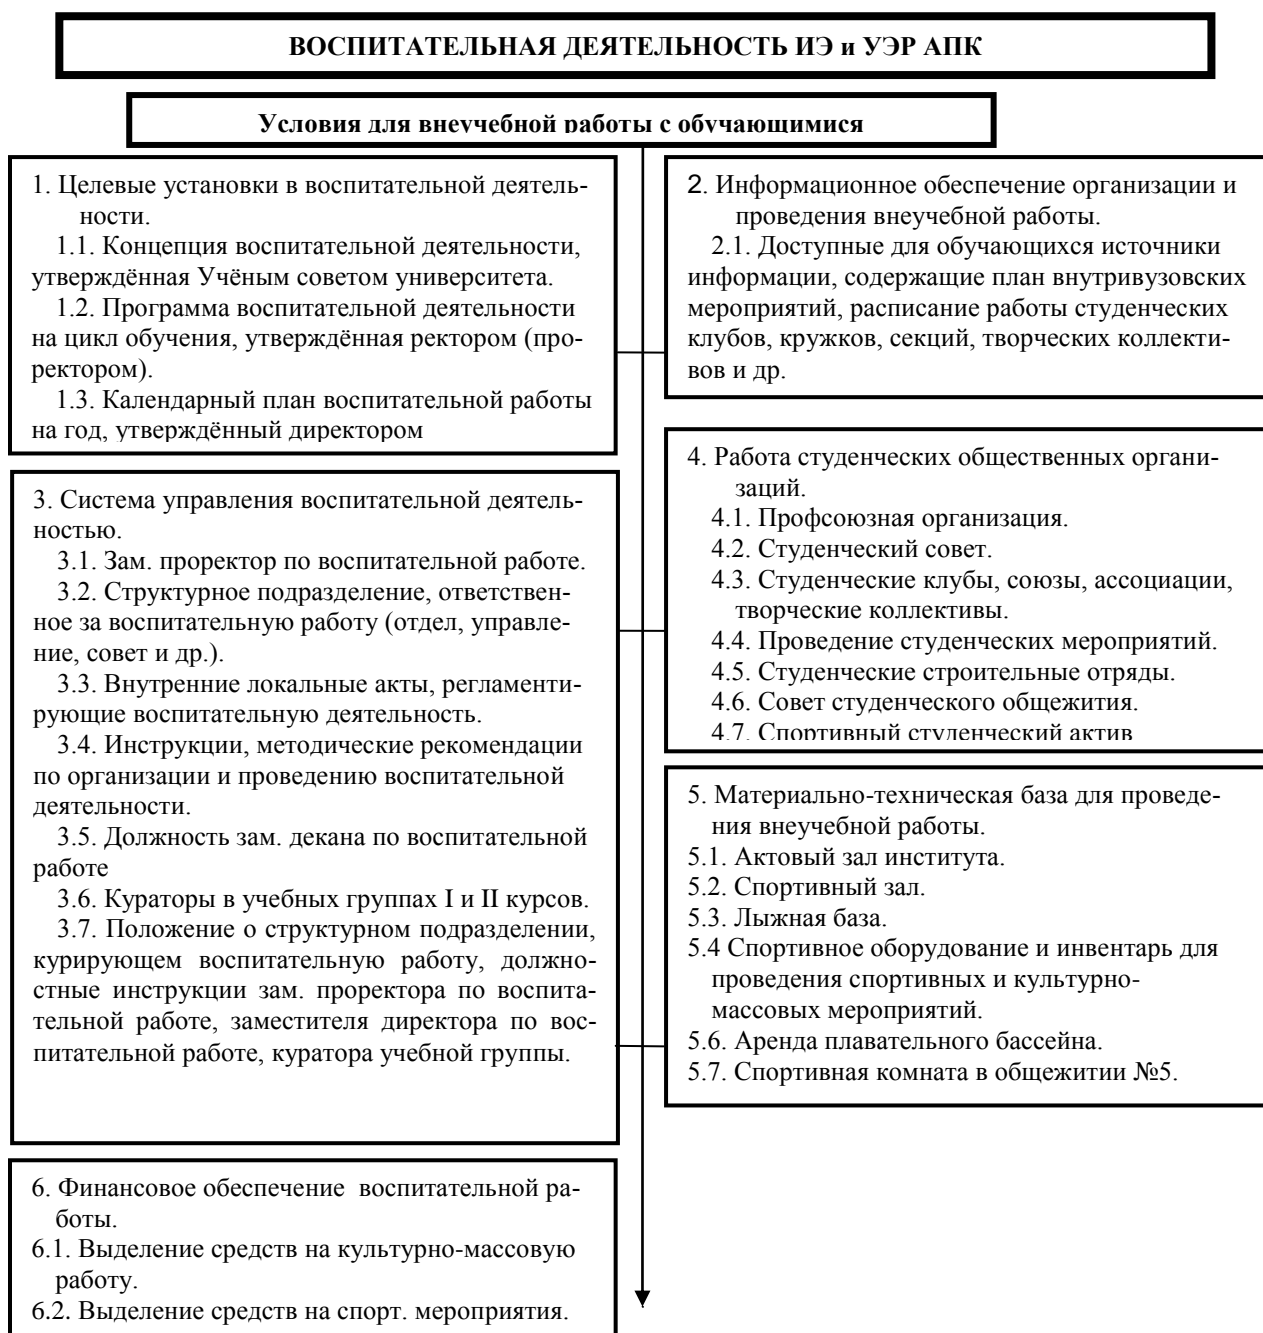 ВОСПИТАТЕЛЬНАЯ ДЕЯТЕЛЬНОСТЬ ИЭ и УЭР АПК
Условия для внеучебной работы с обучающимися
1. Целевые установки в воспитательной деятель-
ности.
1.1. Концепция воспитательной деятельности,
утверждённая Учёным советом университета.
1.2. Программа воспитательной деятельности
на цикл обучения, утверждённая ректором (про-
ректором).
1.3. Календарный план воспитательной работы
на год, утверждённый директором
2. Информационное обеспечение организации и
проведения внеучебной работы.
2.1. Доступные для обучающихся источники
информации, содержащие план внутривузовских
мероприятий, расписание работы студенческих
клубов, кружков, секций, творческих коллекти-
вов и др.
3. Система управления воспитательной деятель-
ностью.
3.1. Зам. проректор по воспитательной работе.
3.2. Структурное подразделение, ответствен-
ное за воспитательную работу (отдел, управле-
ние, совет и др.).
3.3. Внутренние локальные акты, регламенти-
рующие воспитательную деятельность.
3.4. Инструкции, методические рекомендации
по организации и проведению воспитательной
деятельности.
3.5. Должность зам. декана по воспитательной
работе
3.6. Кураторы в учебных группах I и II курсов.
3.7. Положение о структурном подразделении,
курирующем воспитательную работу, должно-
стные инструкции зам. проректора по воспита-
тельной работе, заместителя директора по вос-
питательной работе, куратора учебной группы.
4. Работа студенческих общественных органи-
заций.
4.1. Профсоюзная организация.
4.2. Студенческий совет.
4.3. Студенческие клубы, союзы, ассоциации,
творческие коллективы.
4.4. Проведение студенческих мероприятий.
4.5. Студенческие строительные отряды.
4.6. Совет студенческого общежития.
4.7. Спортивный студенческий актив
5. Материально-техническая база для проведе-
ния внеучебной работы.
5.1. Актовый зал института.
5.2. Спортивный зал.
5.3. Лыжная база.
5.4 Спортивное оборудование и инвентарь для
проведения спортивных и культурно-
массовых мероприятий.
5.6. Аренда плавательного бассейна.
5.7. Спортивная комната в общежитии №5.
6. Финансовое обеспечение воспитательной ра-
боты.
6.1. Выделение средств на культурно-массовую
работу.
6.2. Выделение средств на спорт. мероприятия.